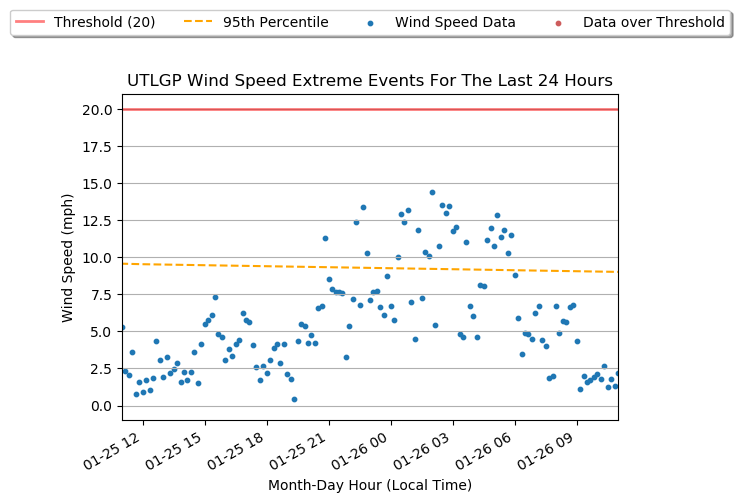 Threshold (20) 95th Percentile Wind Speed Data Data over Threshold
UTLGP Wind Speed Extreme Events For The Last 24 Hours
20.0
17.5
15.0
12.5
10.0
7.5
5.0
2.5
0.0
Wind Speed (mph)
01-25 12 01-25 15 01-25 18 01-25 21 01-26 00 01-26 03 01-26 06 01-26 09
Month-Day Hour (Local Time)